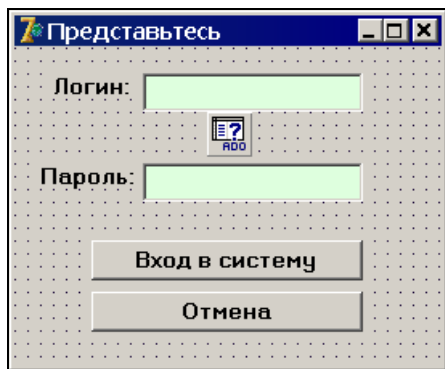 Представьтесь
Логин:
?
ADO
Пароль:
Вход в систему
Отмена